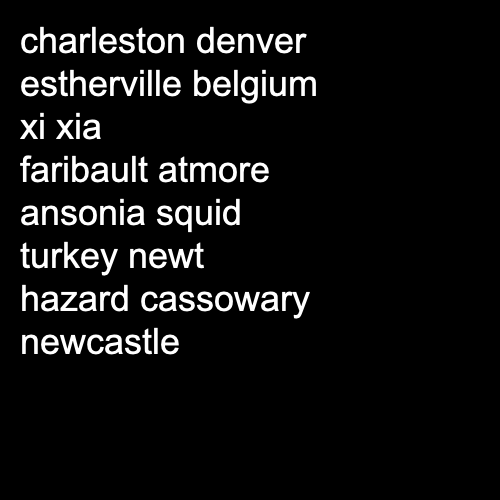 charleston denver
estherville belgium
xi xia
faribault atmore
ansonia squid
turkey newt
hazard cassowary
newcastle